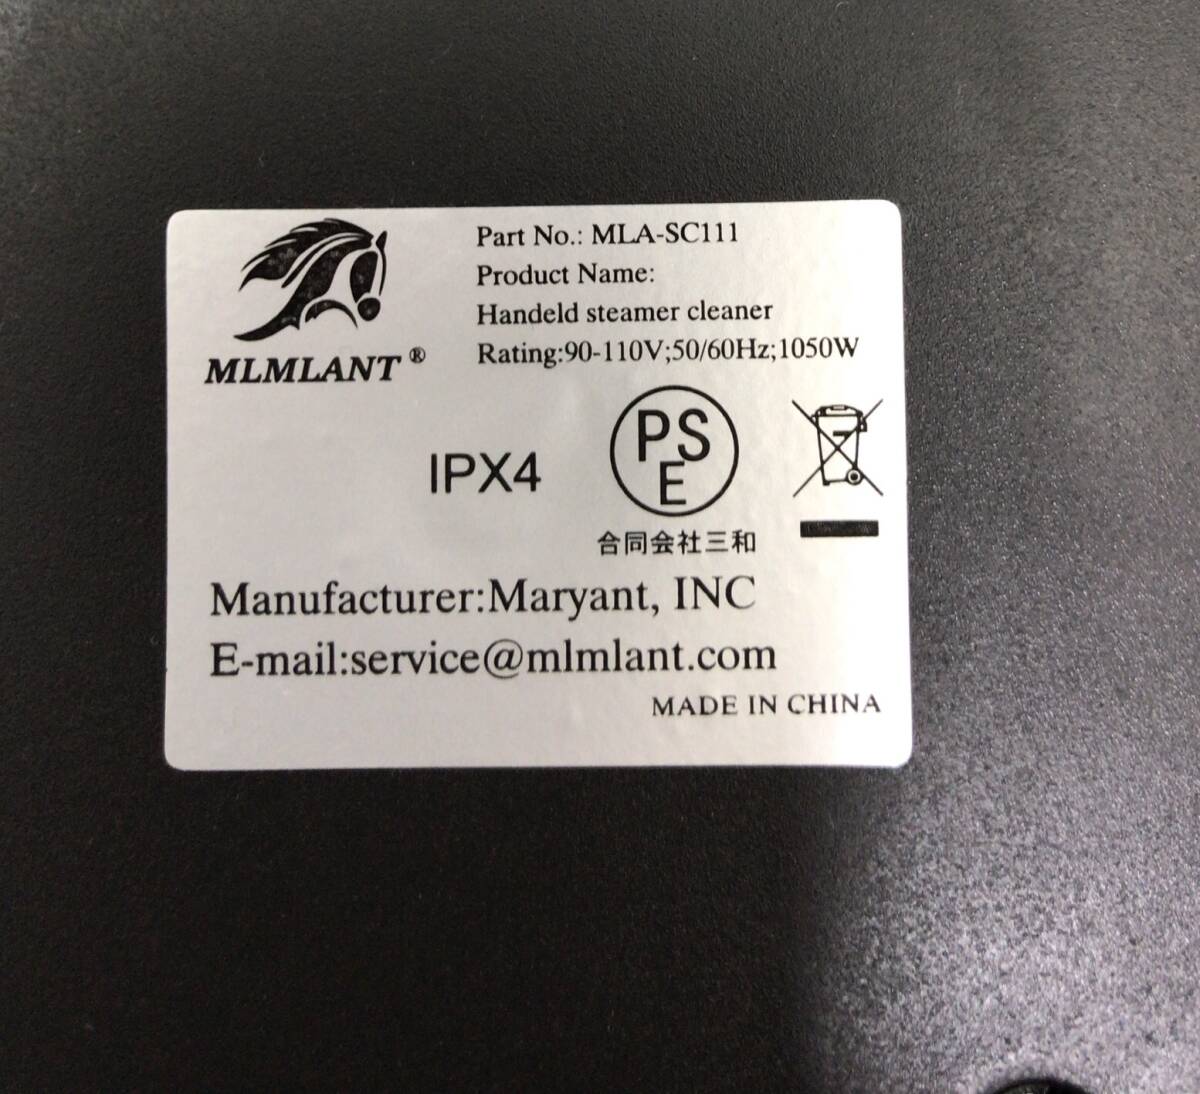 MLMLANT®
Part No.: MLA-SC111
Product Name:
Handeld steamer cleaner
Rating:90-110V;50/60Hz;1050W
IPX4
PS
E
合同会社三和
Manufacturer:Maryant, INC
E-mail:service@mlmlant.com
MADE IN CHINA